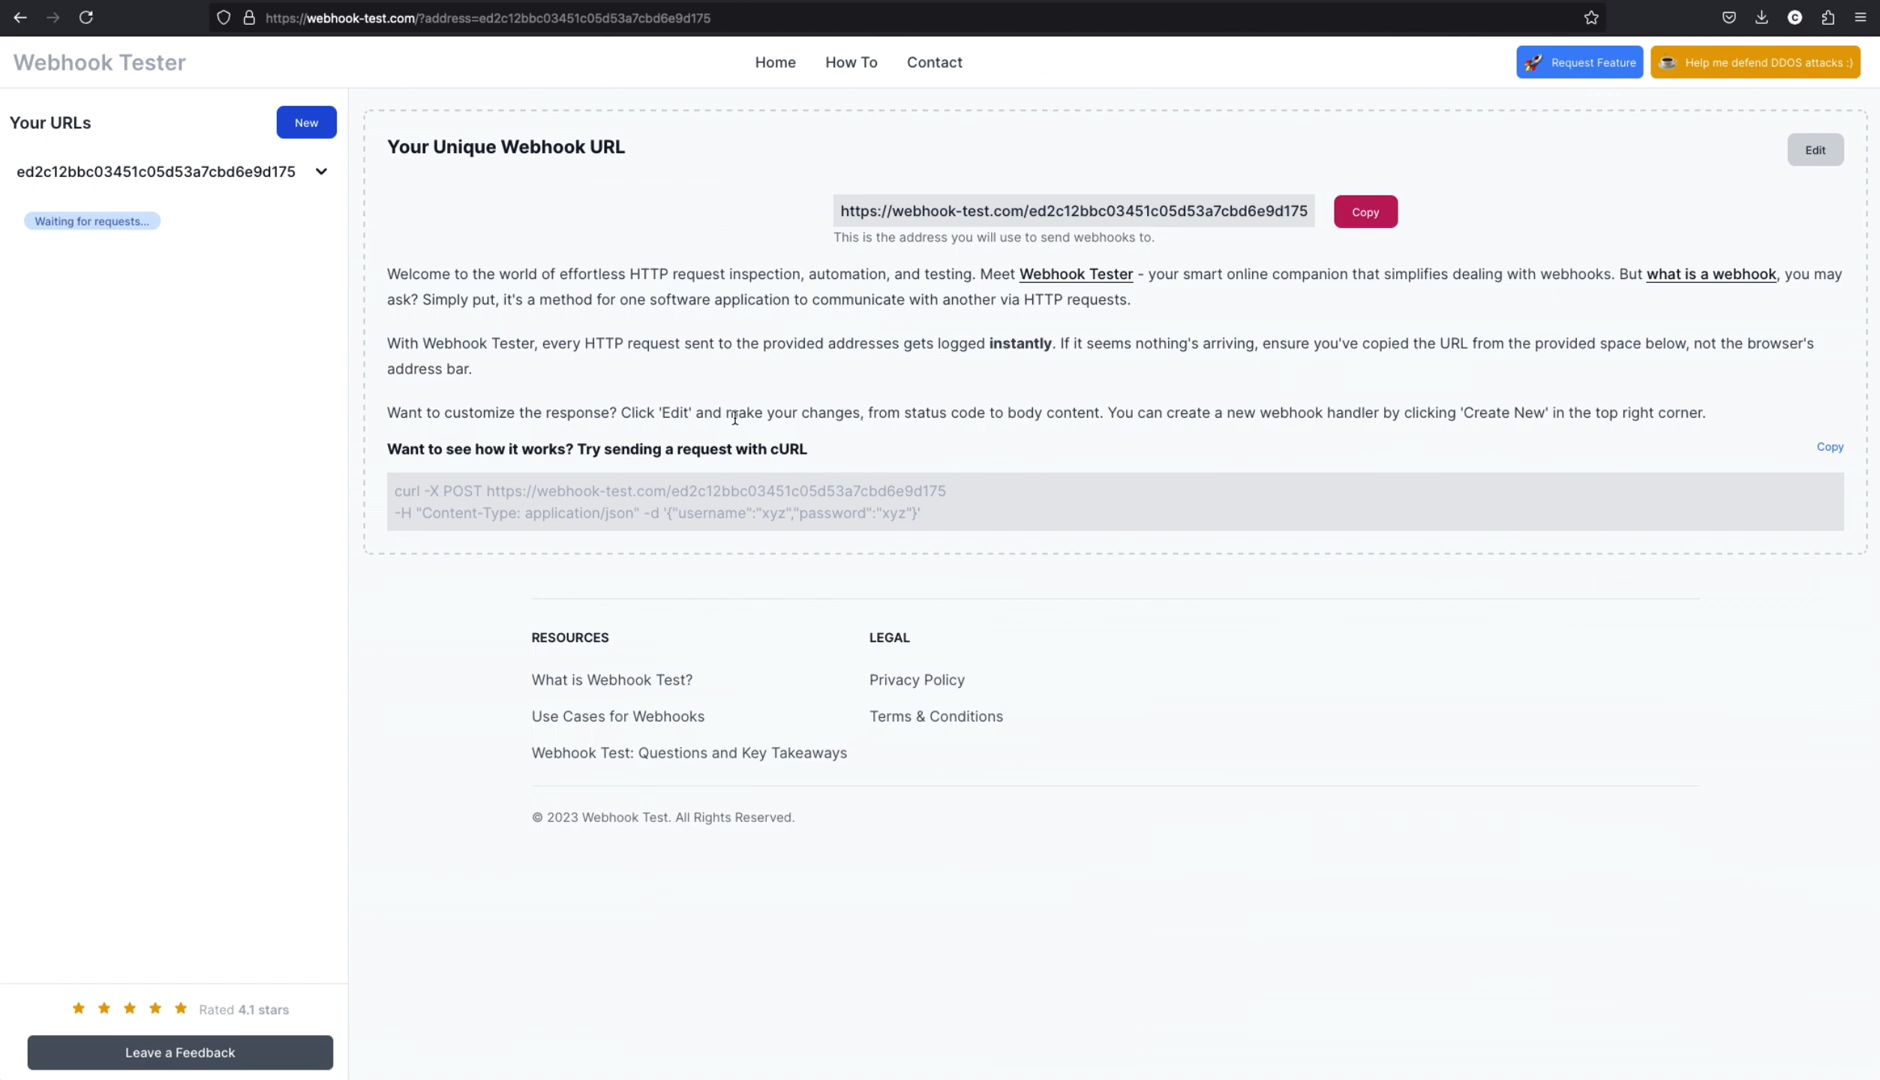 https://webhook-test.com/?address=ed2c12bbc03451c05d53a7cbd6e9d175
Webhook Tester
Home
How To
Contact
Request Feature
Help me defend DDOS attacks :)
Your URLs
New
ed2c12bbc03451c05d53a7cbd6e9d175
Waiting for requests...
Your Unique Webhook URL
Edit
https://webhook-test.com/ed2c12bbc03451c05d53a7cbd6e9d175
Copy
This is the address you will use to send webhooks to.
Welcome to the world of effortless HTTP request inspection, automation, and testing. Meet Webhook Tester - your smart online companion that simplifies dealing with webhooks. But what is a webhook, you may
ask? Simply put, it's a method for one software application to communicate with another via HTTP requests.
With Webhook Tester, every HTTP request sent to the provided addresses gets logged instantly. If it seems nothing's arriving, ensure you've copied the URL from the provided space below, not the browser's
address bar.
Want to customize the response? Click 'Edit' and make your changes, from status code to body content. You can create a new webhook handler by clicking 'Create New' in the top right corner.
Want to see how it works? Try sending a request with cURL
Copy
curl -X POST https://webhook-test.com/ed2c12bbc03451c05d53a7cbd6e9d175
-H "Content-Type: application/json" -d '{"username":"xyz","password":"xyz"}'
RESOURCES
What is Webhook Test?
Use Cases for Webhooks
Webhook Test: Questions and Key Takeaways
LEGAL
Privacy Policy
Terms & Conditions
© 2023 Webhook Test. All Rights Reserved.
Rated 4.1 stars
Leave a Feedback